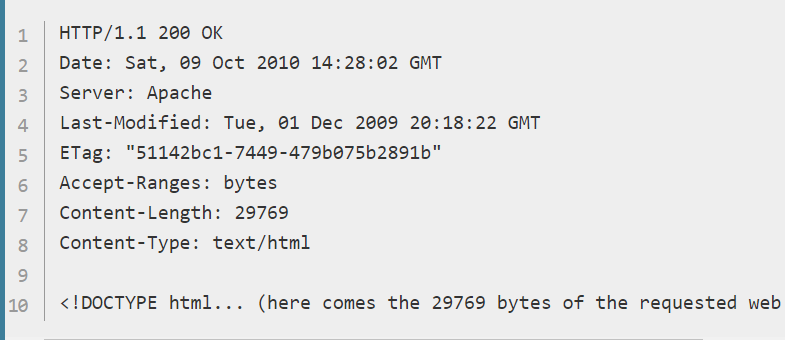 1 HTTP/1.1 200 OK
2 Date: Sat, 09 Oct 2010 14:28:02 GMT
3 Server: Apache
4 Last-Modified: Tue, 01 Dec 2009 20:18:22 GMT
5 ETag: "51142bc1-7449-479b075b2891b"
6 Accept-Ranges: bytes
7 Content-Length: 29769
8 Content-Type: text/html
9
10 <!DOCTYPE html... (here comes the 29769 bytes of the requested web